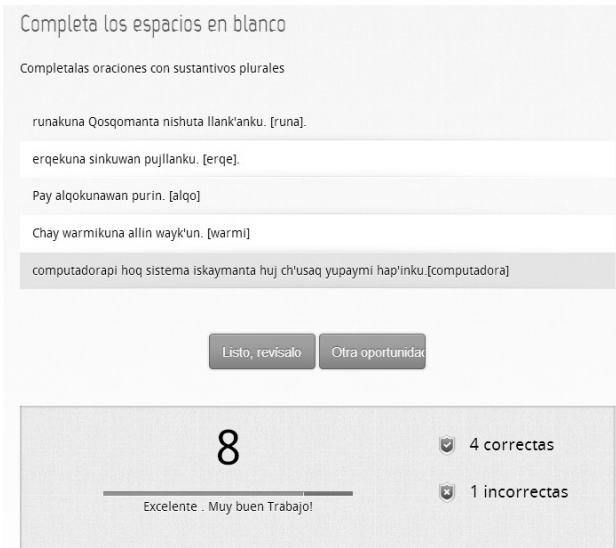 Completa los espacios en blanco
Completalas oraciones con sustantivos plurales
runakuna Qosqomanta nishuta llank'anku. [runa].
erqekuna sinkuwan pujllanku. [erqe].
Pay alqokunawan purin. [alqo]
Chay warmikuna allin wayk'un. [warmi]
computadorapi hoq sistema iskaymanta huj ch'usaq yupaymi hap'inku.[computadora]
Listo, revísalo Otra oportunidad
8
4 correctas
1 incorrectas
Excelente . Muy buen Trabajo!